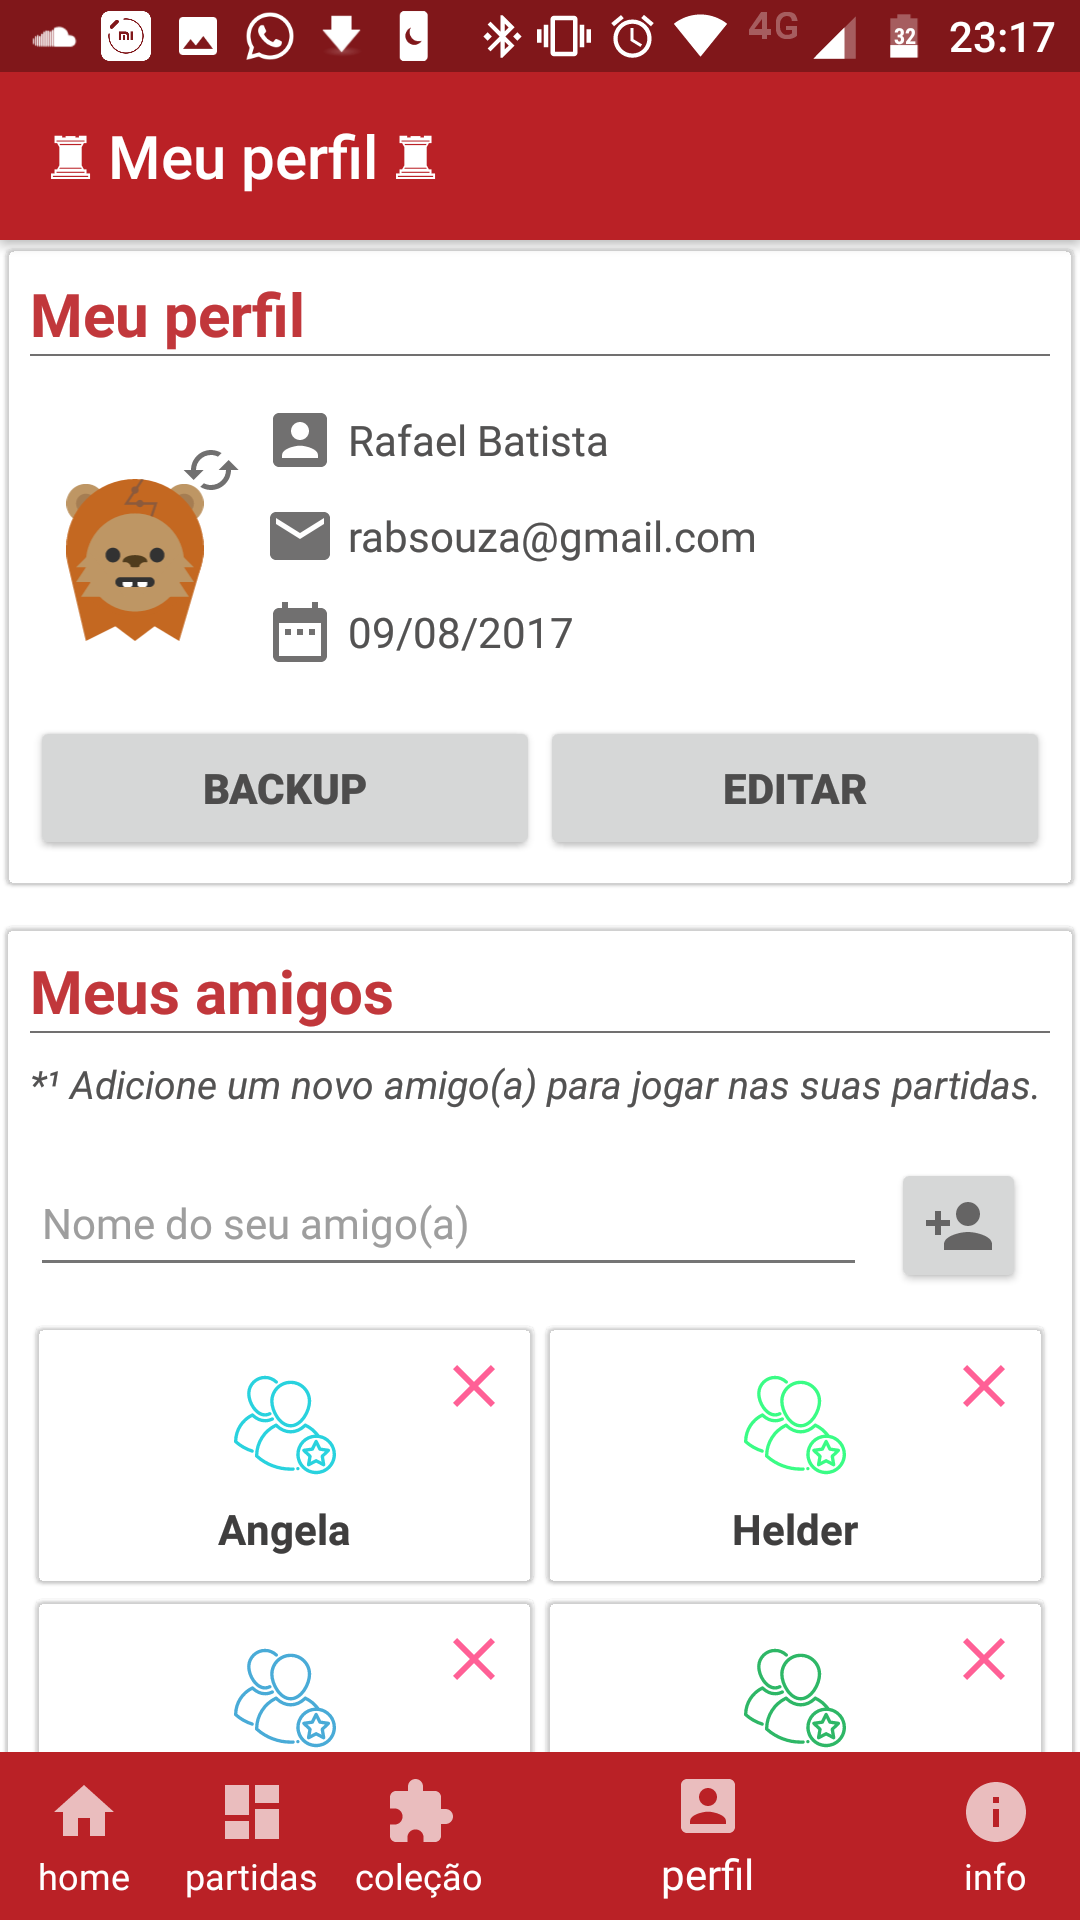 4G 32 23:17
♜ Meu perfil ♜
Meu perfil
Rafael Batista
rabsouza@gmail.com
09/08/2017
BACKUP EDITAR
Meus amigos
*¹ Adicione um novo amigo(a) para jogar nas suas partidas.
Nome do seu amigo(a)
Angela Helder
home partidas coleção perfil info